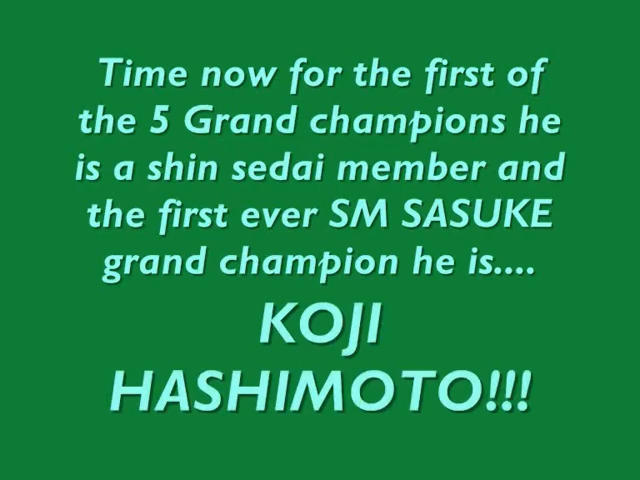 Time now for the first of
the 5 Grand champions he
is a shin sedai member and
the first ever SM SASUKE
grand champion he is....
KOJI
HASHIMOTO!!!